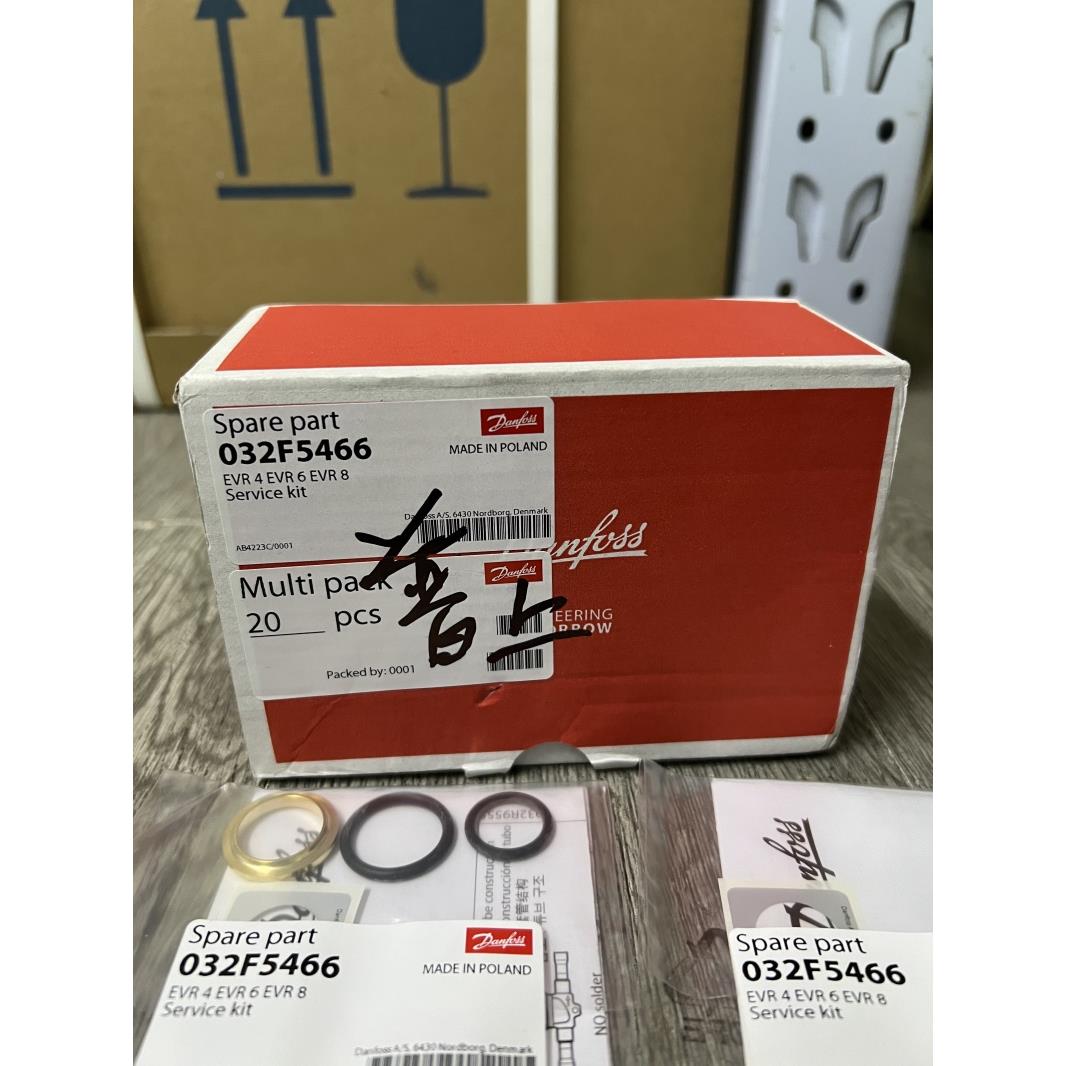 Spare part
Danfoss
032F5466
MADE IN POLAND
EVR 4 EVR 6 EVR 8
Service kit
6430 Nordborg, Denmark
AB4223C/0001
Danfoss
Multi pack
20 pcs
Packed by: 0001
032R955
NO.solder
Spare part
Danfoss
032F5466
MADE IN POLAND
EVR 4 EVR 6 EVR 8
Service kit
Danfoss A/S, 6430 Nordborg, Denmark
Spare part
032F5466
EVR 4 EVR 6 EVR 8
Service kit